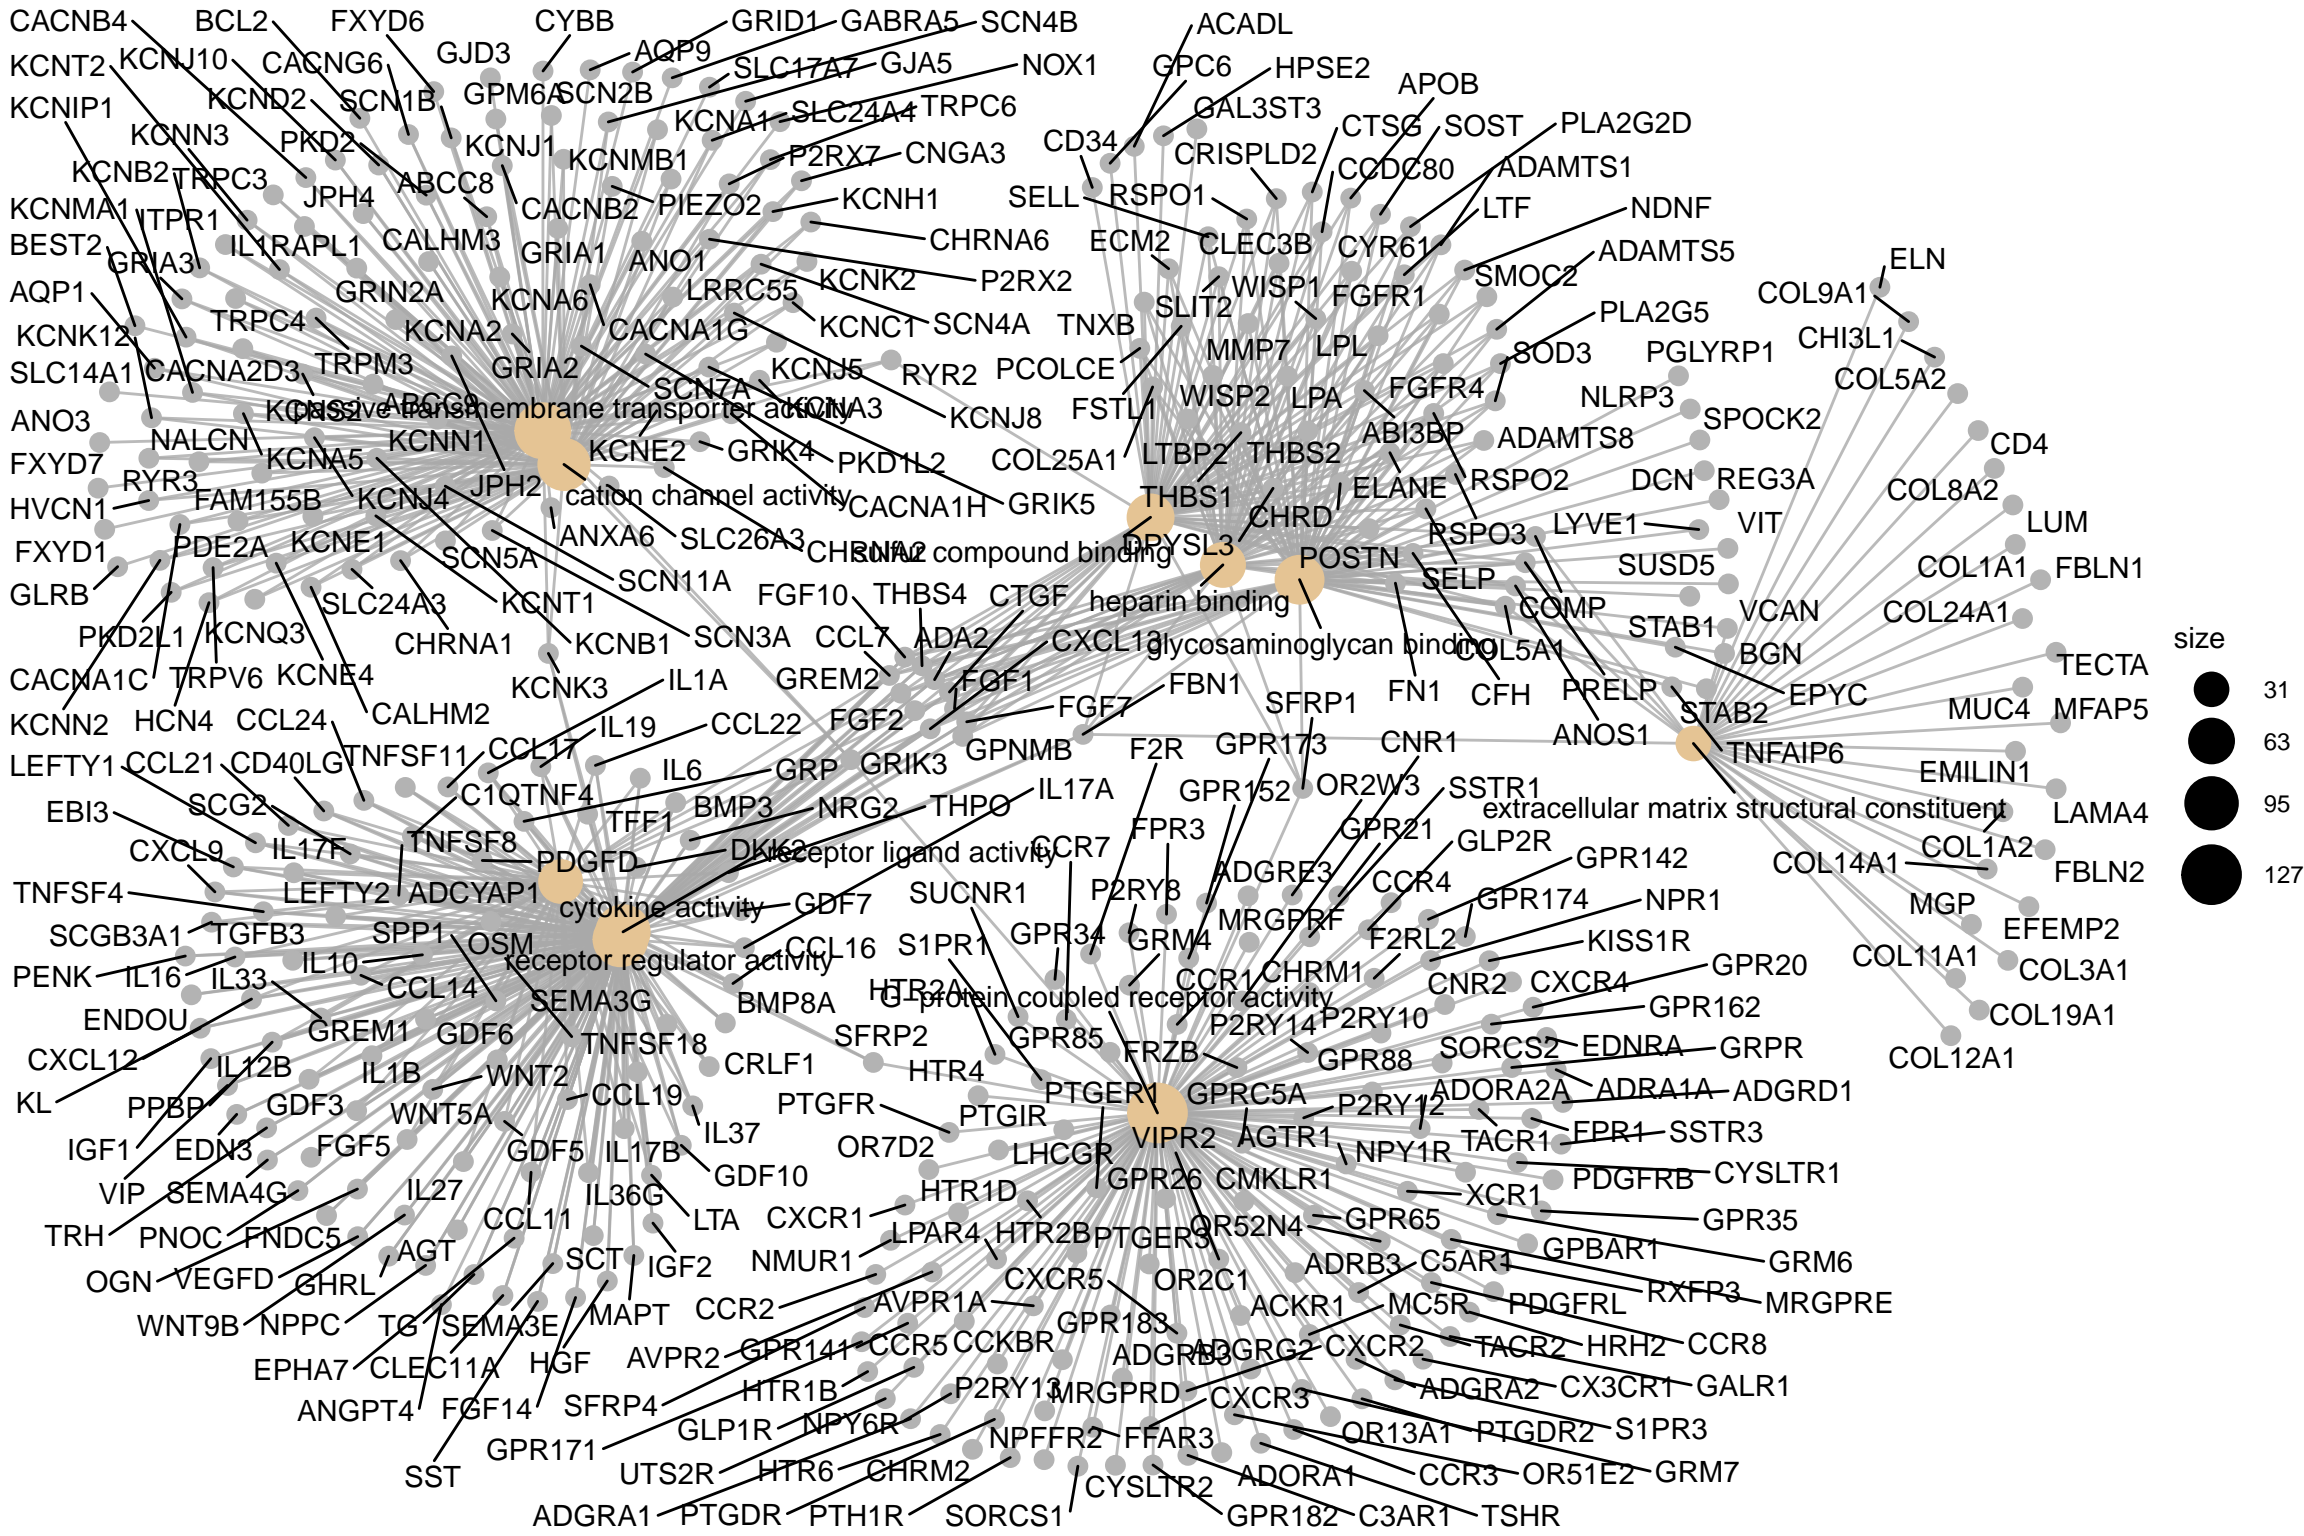 CACNB4 BCL2 FXYD6 CYBB GRID1 GABRA5 SCN4B ACADL
GJD3 AQP9
KCNT2 KCNJ10 CACNG6 SLC17A7 GJA5 NOX1 GPC6 HPSE2
APOB
KCNIP1 KCND2 SCN1B GPM6A SCN2B SLC24A4 TRPC6 GAL3ST3
KCNN3 PKD2 KCNJ1 KCNA1 CD34 CTSG SOST PLA2G2D
KCNMB1 P2RX7 CNGA3 CRISPLD2 CCDC80 ADAMTS1
KCNB2 TRPC3 JPH4 ABCC8 CACNB2 PIEZO2 KCNH1 SELL RSPO1 LTF NDNF
KCNMA1 ITPR1
BEST2 IL1RAPL1 CALHM3 GRIA1 ANO1 CHRNA6 ECM2 CLEC3B CYR61 ADAMTS5
GRIA3 ELN
AQP1 GRIN2A KCNA6 LRRC55 KCNK2 P2RX2 SLIT2 WISP1 FGFR1 SMOC2 COL9A1
KCNK12 TRPC4 KCNA2 CACNA1G KCNC1 SCN4A TNXB PLA2G5 CHI3L1
SLC14A1 CACNA2D3 TRPM3 GRIA2 KCNJ5 RYR2 PCOLCE MMP7 LPL SOD3 PGLYRP1 COL5A2
SCN7A
ANO3 KCNS2 ABCC9 KCNA3 KCNJ8 FSTL1 WISP2 LPA FGFR4 NLRP3 SPOCK2
passive transmembrane transporter activity
NALCN KCNN1 KCNE2 GRIK4 ABI3BP ADAMTS8 CD4
FXYD7 KCNA5 PKD1L2 COL25A1 LTBP2 THBS2
RYR3 JPH2 RSPO2 DCN REG3A COL8A2
HVCN1 FAM155B KCNJ4 cation channel activity CACNA1H GRIK5 THBS1 ELANE
CHRD LYVE1 VIT LUM
FXYD1 PDE2A KCNE1 ANXA6 SLC26A3 CHRNA2 DPYSL3 RSPO3
SCN5A sulfur compound binding POSTN SUSD5 COL1A1 FBLN1
GLRB SLC24A3 KCNT1 SCN11A FGF10 THBS4 CTGF heparin binding SELP COMP VCAN COL24A1
PKD2L1 KCNQ3 CHRNA1 KCNB1 SCN3A CCL7 ADA2 CXCL13 STAB1
glycosaminoglycan binding COL5A1 BGN TECTA
CACNA1C TRPV6 KCNE4 KCNK3 IL1A GREM2 FGF1 FBN1 SFRP1 FN1 CFH PRELP EPYC
KCNN2 HCN4 CCL24 CALHM2 IL19 CCL22 FGF2 FGF7 STAB2 MUC4 MFAP5
ANOS1
LEFTY1 CCL21 CD40LG TNFSF11 CCL17 IL6 GRP GRIK3 GPNMB F2R GPR173 CNR1 TNFAIP6
EMILIN1
EBI3 SCG2 C1QTNF4 TFF1 BMP3 NRG2 THPO IL17A GPR152 OR2W3 SSTR1
extracellular matrix structural constituent LAMA4
CXCL9 IL17F TNFSF8 PDGFD DKK2 FPR3 GPR21 GLP2R COL1A2
receptor ligand activity CCR7 GPR142 COL14A1 FBLN2
TNFSF4 LEFTY2 ADCYAP1 SUCNR1 P2RY8 ADGRE3 CCR4 GPR174 NPR1
cytokine activity GDF7 MGP
SCGB3A1 TGFB3 SPP1 OSM CCL16 S1PR1 GPR34 GRM4 MRGPRF F2RL2 KISS1R EFEMP2
receptor regulator activity COL11A1
PENK IL16 IL33 IL10 CCL14 BMP8A HTR2A CCR1 CHRM1 CNR2 CXCR4 GPR20 COL3A1
SEMA3G G−protein coupled receptor activity
ENDOU GREM1 GDF6 TNFSF18 SFRP2 GPR85 P2RY14 P2RY10 GPR162 COL19A1
CXCL12 IL12B IL1B WNT2 CRLF1 HTR4 FRZB GPR88 SORCS2 EDNRA GRPR COL12A1
KL PPBP GDF3 WNT5A CCL19 PTGFR PTGIR PTGER1 GPRC5A P2RY12 ADORA2A ADRA1A ADGRD1
IGF1 EDN3 FGF5 GDF5 IL17B IL37 OR7D2 LHCGR VIPR2 AGTR1 NPY1R TACR1 FPR1 SSTR3
VIP SEMA4G IL27 IL36G GDF10 HTR1D GPR26 CMKLR1 XCR1 PDGFRB CYSLTR1
TRH PNOC FNDC5 AGT CCL11 LTA CXCR1 LPAR4 HTR2B PTGER3 OR52N4 GPR65 GPR35
OGN VEGFD GHRL SCT IGF2 NMUR1 CXCR5 OR2C1 ADRB3 C5AR1 GPBAR1 GRM6
WNT9B NPPC TG SEMA3E MAPT CCR2 AVPR1A GPR183 ACKR1 MC5R PDGFRL RXFP3 MRGPRE
EPHA7 CLEC11A HGF AVPR2 GPR141 CCR5 CCKBR ADGRB3 ADGRG2 CXCR2 TACR2 HRH2 CCR8
ANGPT4 FGF14 SFRP4 HTR1B P2RY13 MRGPRD CXCR3 ADGRA2 CX3CR1 GALR1
GPR171 GLP1R NPY6R NPFFR2 FFAR3 OR13A1 PTGDR2 S1PR3
SST UTS2R HTR6 CHRM2 CYSLTR2 ADORA1 CCR3 OR51E2 GRM7
ADGRA1 PTGDR PTH1R SORCS1 GPR182 C3AR1 TSHR
size
31
63
95
127